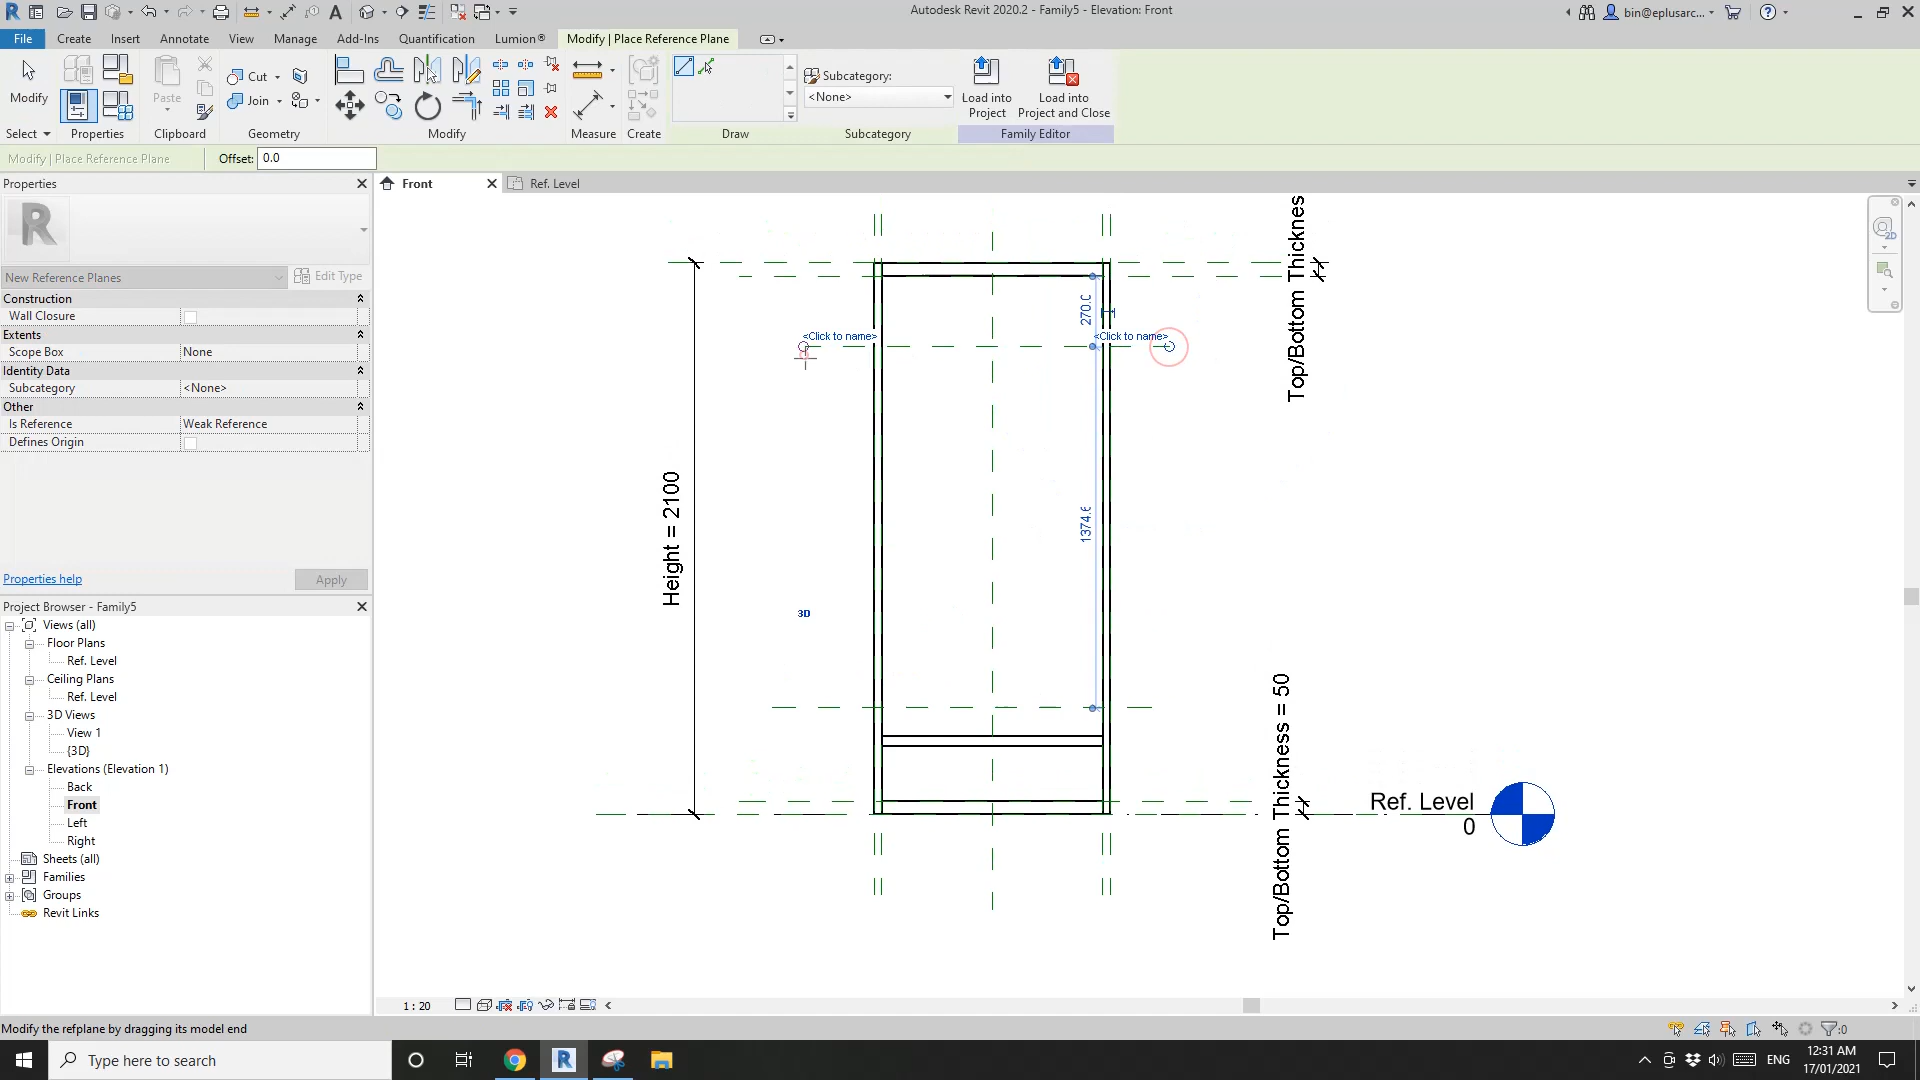 Autodesk Revit 2020.2 - Family5 - Elevation: Front
bin@eplusarc...
File Create Insert Annotate View Manage Add-Ins Quantification Lumion® Modify | Place Reference Plane
Modify
Paste
Cut
Join
Subcategory:
<None>
Load into
Project
Load into
Project and Close
Select Properties Clipboard Geometry Modify Measure Create Draw Subcategory Family Editor
Modify | Place Reference Plane Offset: 0.0
Properties
Front
Ref. Level
R
New Reference Planes
Edit Type
Construction
Wall Closure
Extents
Scope Box None
Identity Data
Subcategory <None>
Other
Is Reference Weak Reference
Defines Origin
Properties help
Apply
Project Browser - Family5
Views (all)
Floor Plans
Ref. Level
Ceiling Plans
Ref. Level
3D Views
View 1
{3D}
Elevations (Elevation 1)
Back
Front
Left
Right
Sheets (all)
Families
Groups
Revit Links
Top/Bottom Thicknes
270.0
<Click to name>
<Click to name>
Height = 2100
1374.6
3D
Top/Bottom Thickness = 50
Ref. Level
0
1 : 20
Modify the refplane by dragging its model end
:0
Type here to search
ENG
12:31 AM
17/01/2021